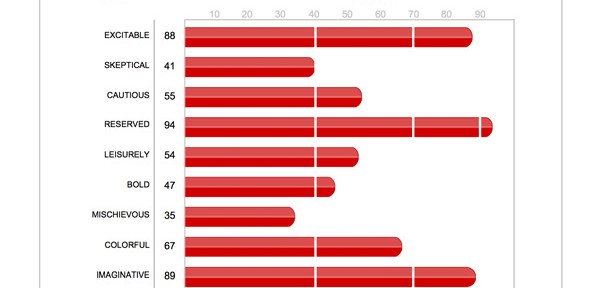 10 20 30 40 50 60 70 80 90
EXCITABLE 88
SKEPTICAL 41
CAUTIOUS 55
RESERVED 94
LEISURELY 54
BOLD 47
MISCHIEVOUS 35
COLORFUL 67
IMAGINATIVE 89